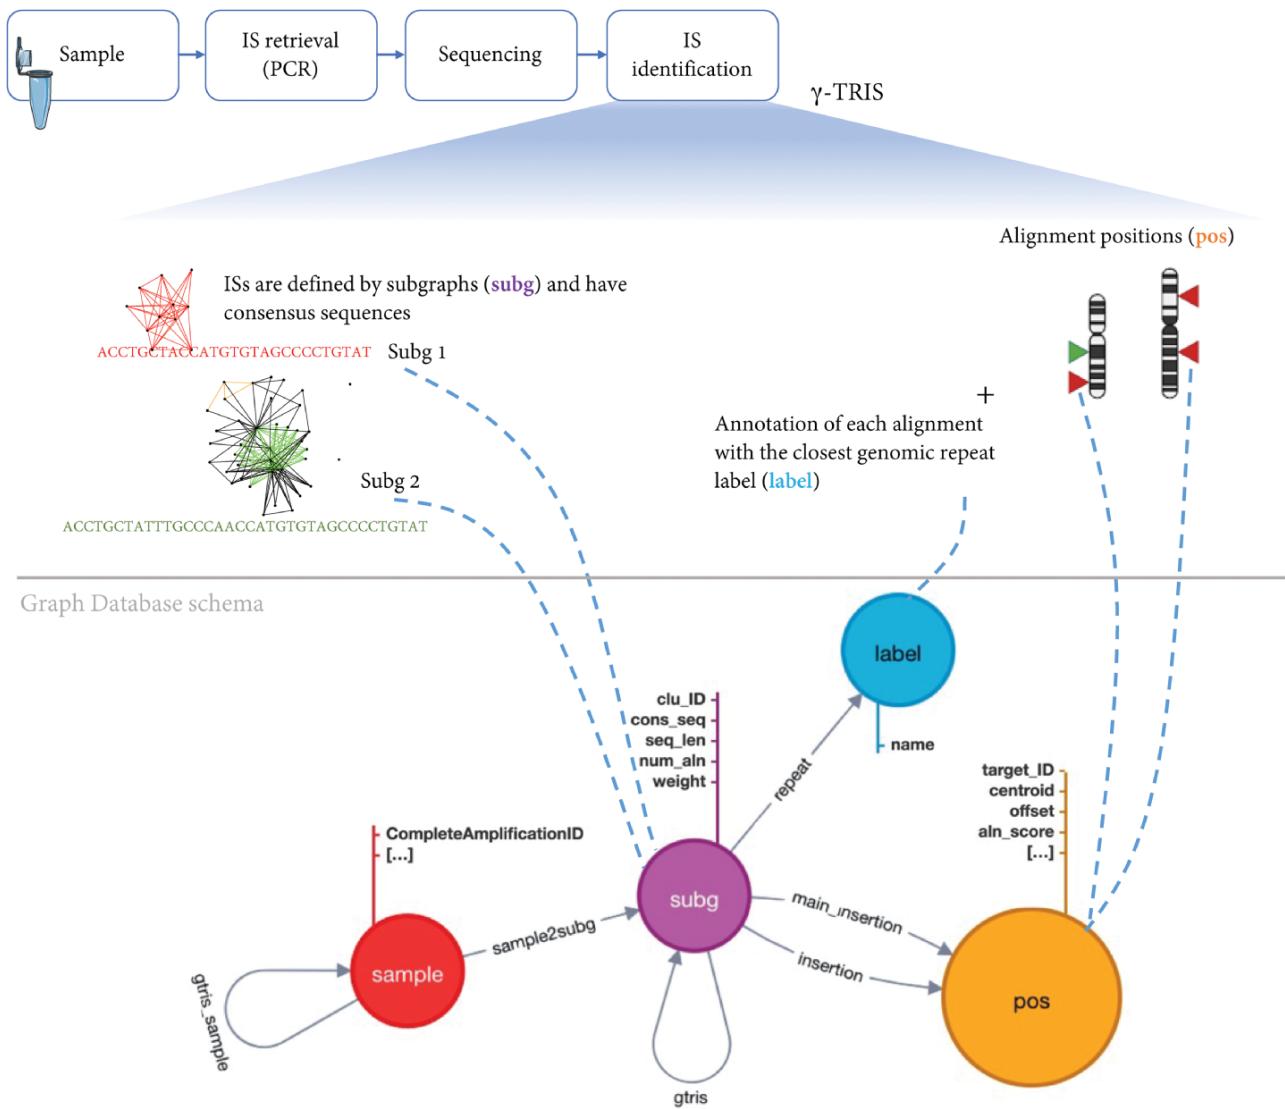 Sample
IS retrieval
(PCR)
Sequencing
IS
identification
γ-TRIS
Alignment positions (pos)
ISs are defined by subgraphs (subg) and have
consensus sequences
ACCTGCTACCATGTGTAGCCCCTGTAT
Subg 1
Annotation of each alignment
with the closest genomic repeat
label (label)
+
Subg 2
ACCTGCTATTTGCCCAACCATGTGTAGCCCCTGTAT
Graph Database schema
label
name
clu_ID
cons_seq
seq_len
num_aln
weight
repeat
target_ID
centroid
offset
aln_score
[...]
CompleteAmplificationID
[...]
subg
main_insertion
insertion
sample2subg
sample
gtris_sample
pos
gtris